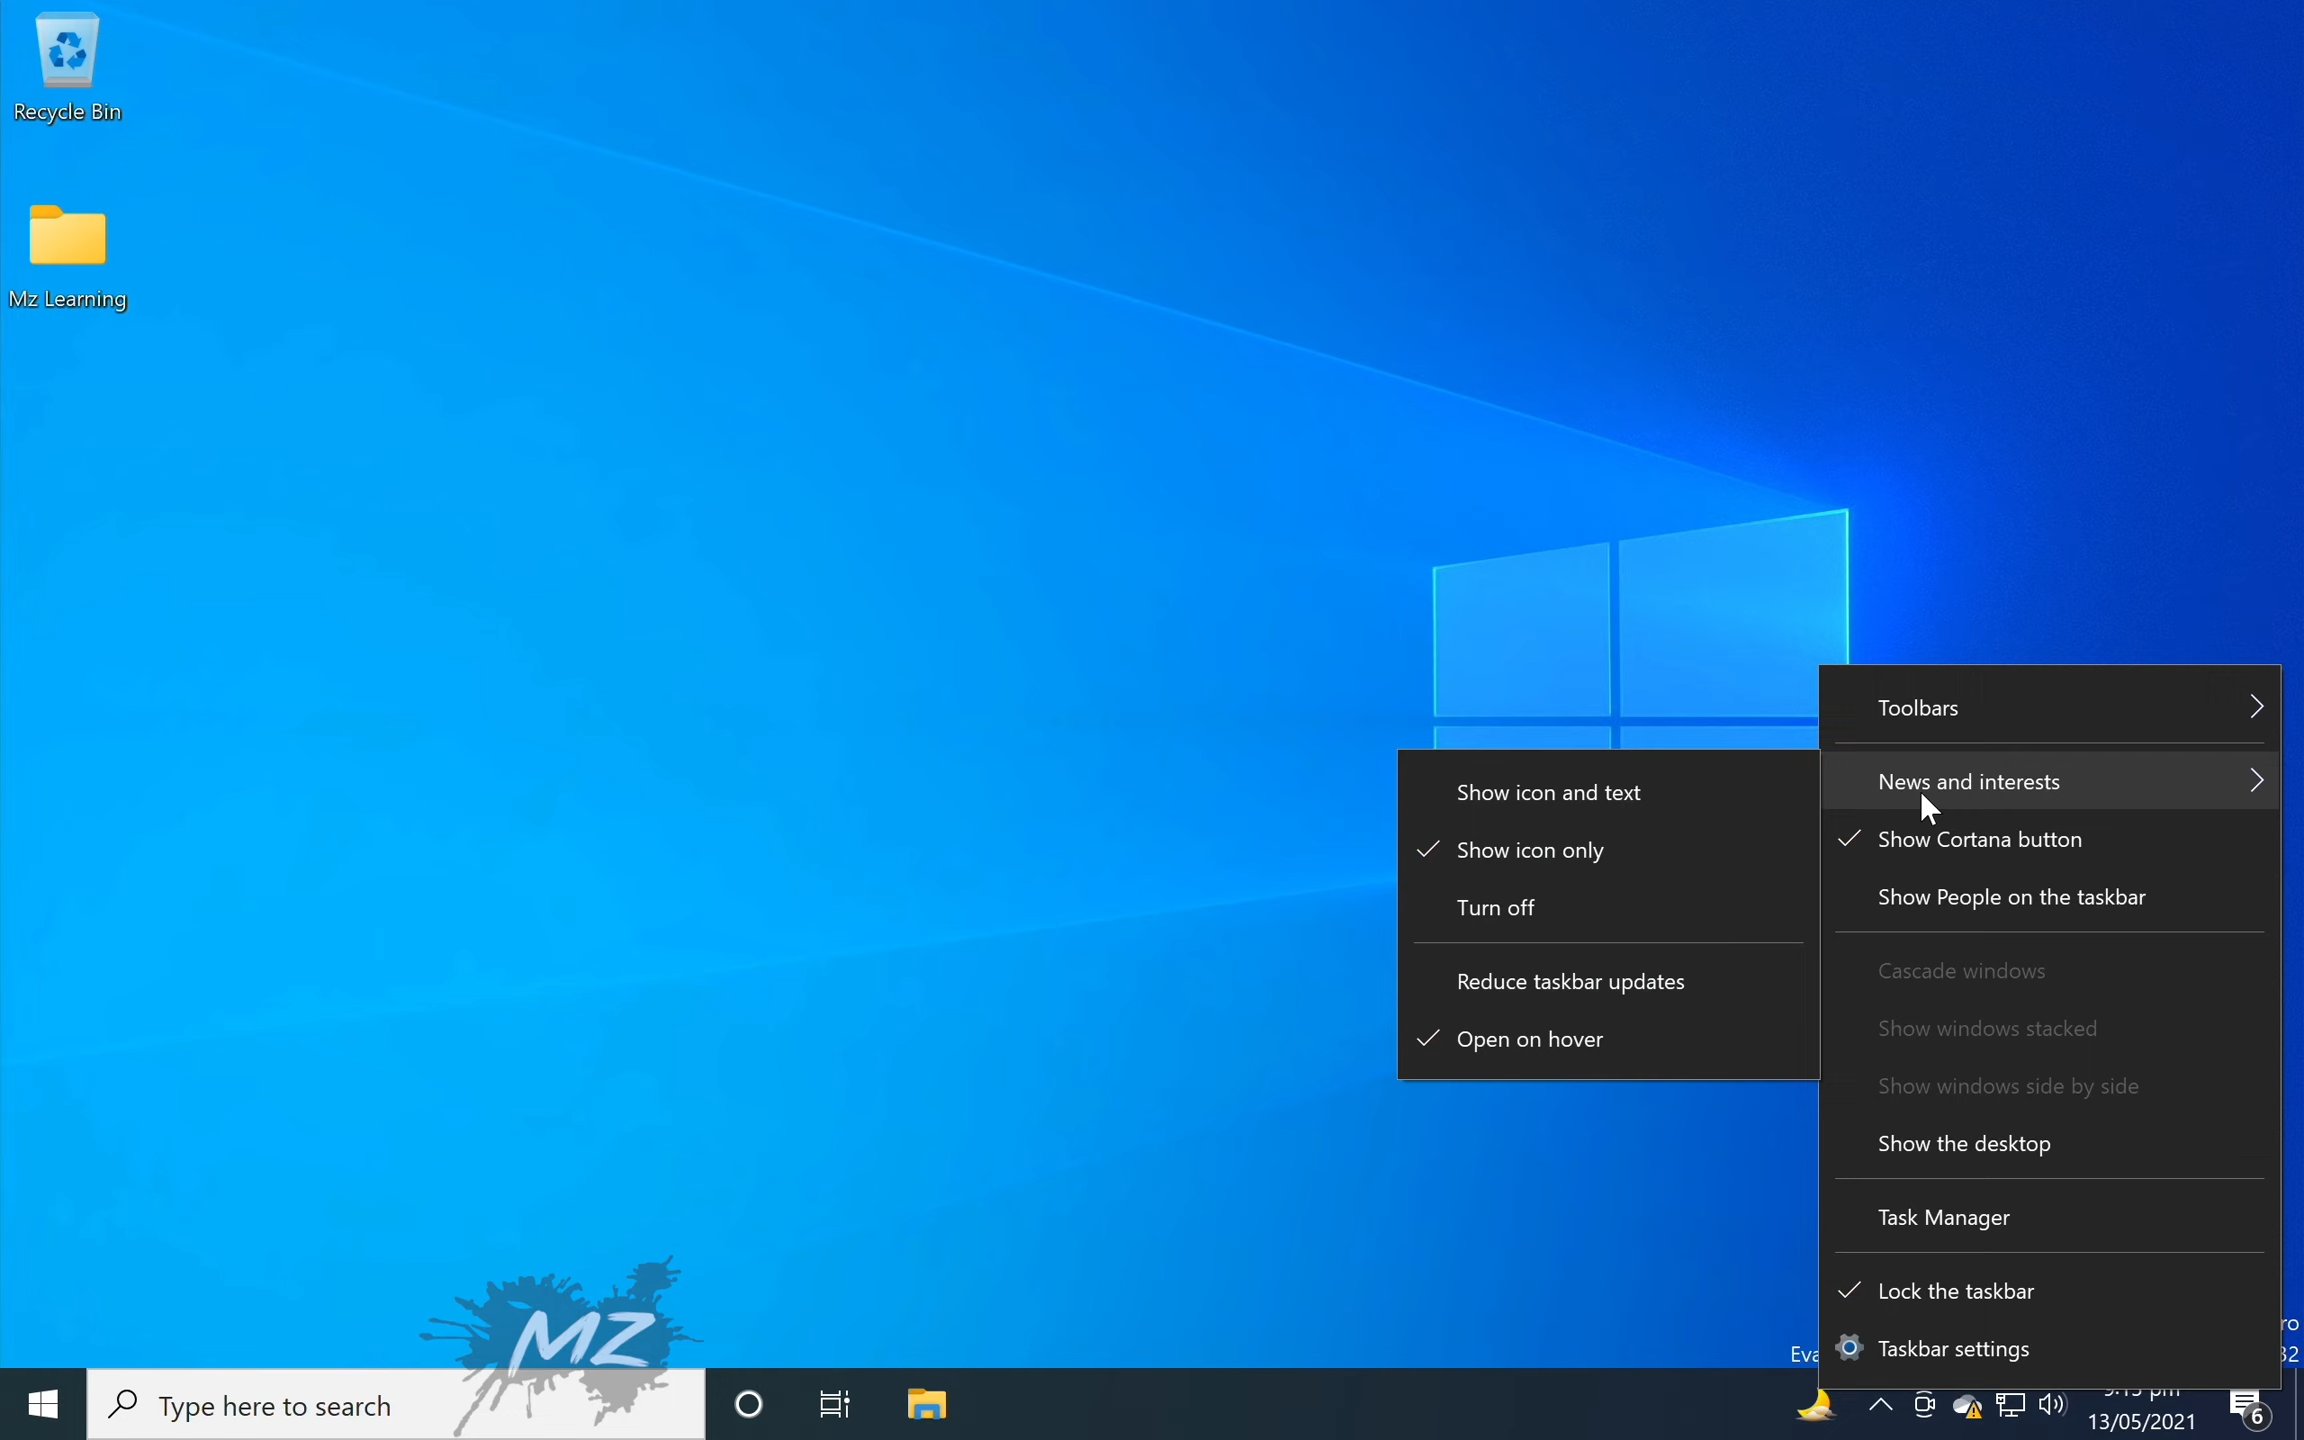 Recycle Bin
Mz Learning
Toolbars
News and interests
Show Cortana button
Show People on the taskbar
Cascade windows
Show windows stacked
Show windows side by side
Show the desktop
Task Manager
Lock the taskbar
Taskbar settings
Show icon and text
Show icon only
Turn off
Reduce taskbar updates
Open on hover
MZ
Type here to search
13/05/2021
6